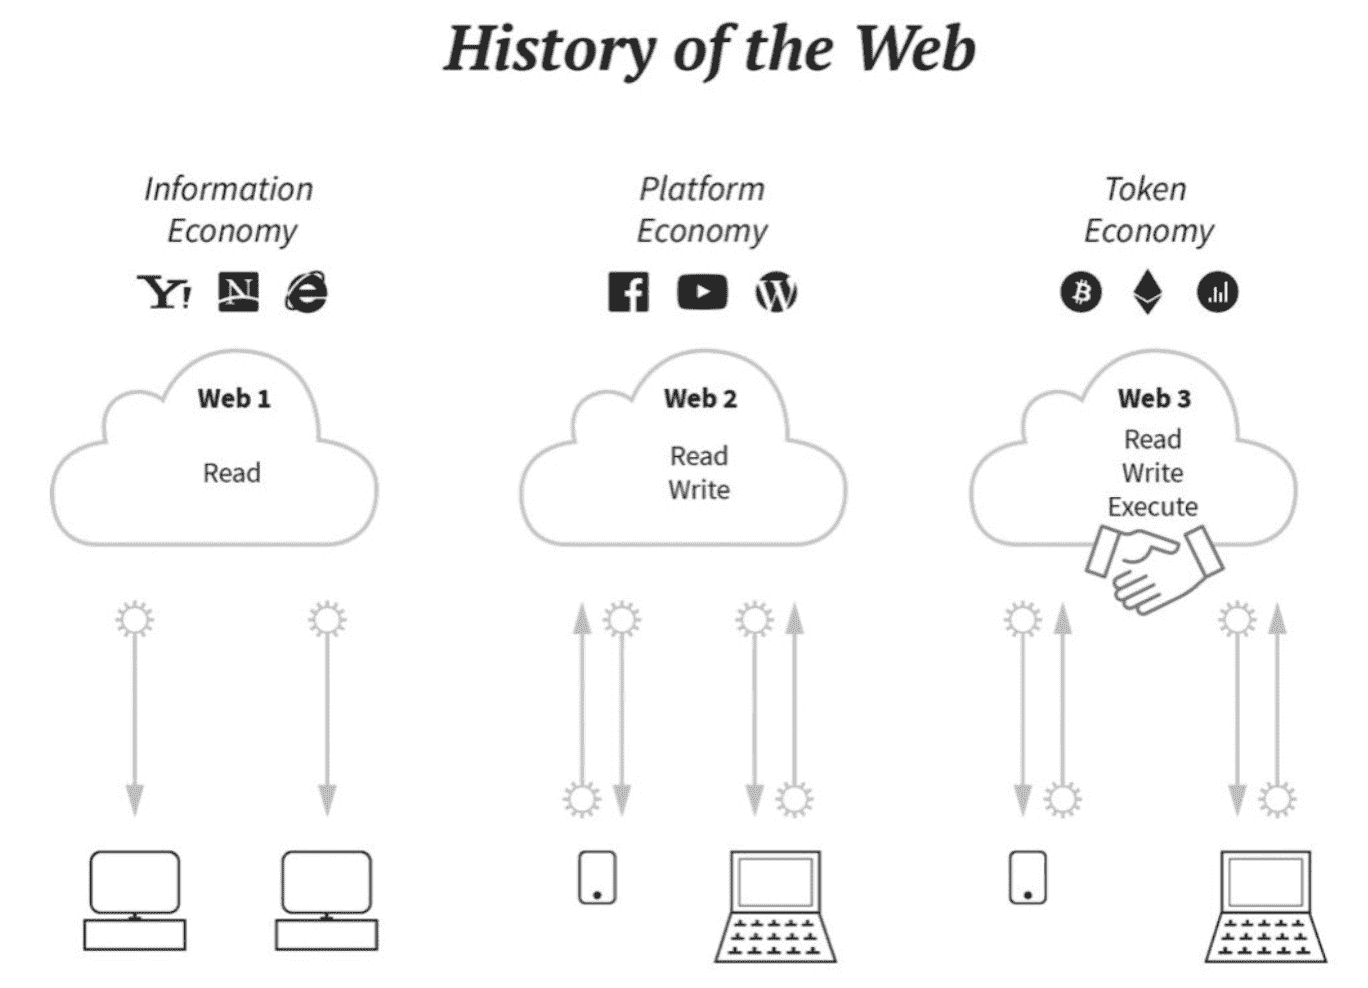 History of the Web
Information
Economy
Y!
N
e
Web 1
Read
Platform
Economy
f
W
Web 2
Read
Write
Token
Economy
B
Web 3
Read
Write
Execute